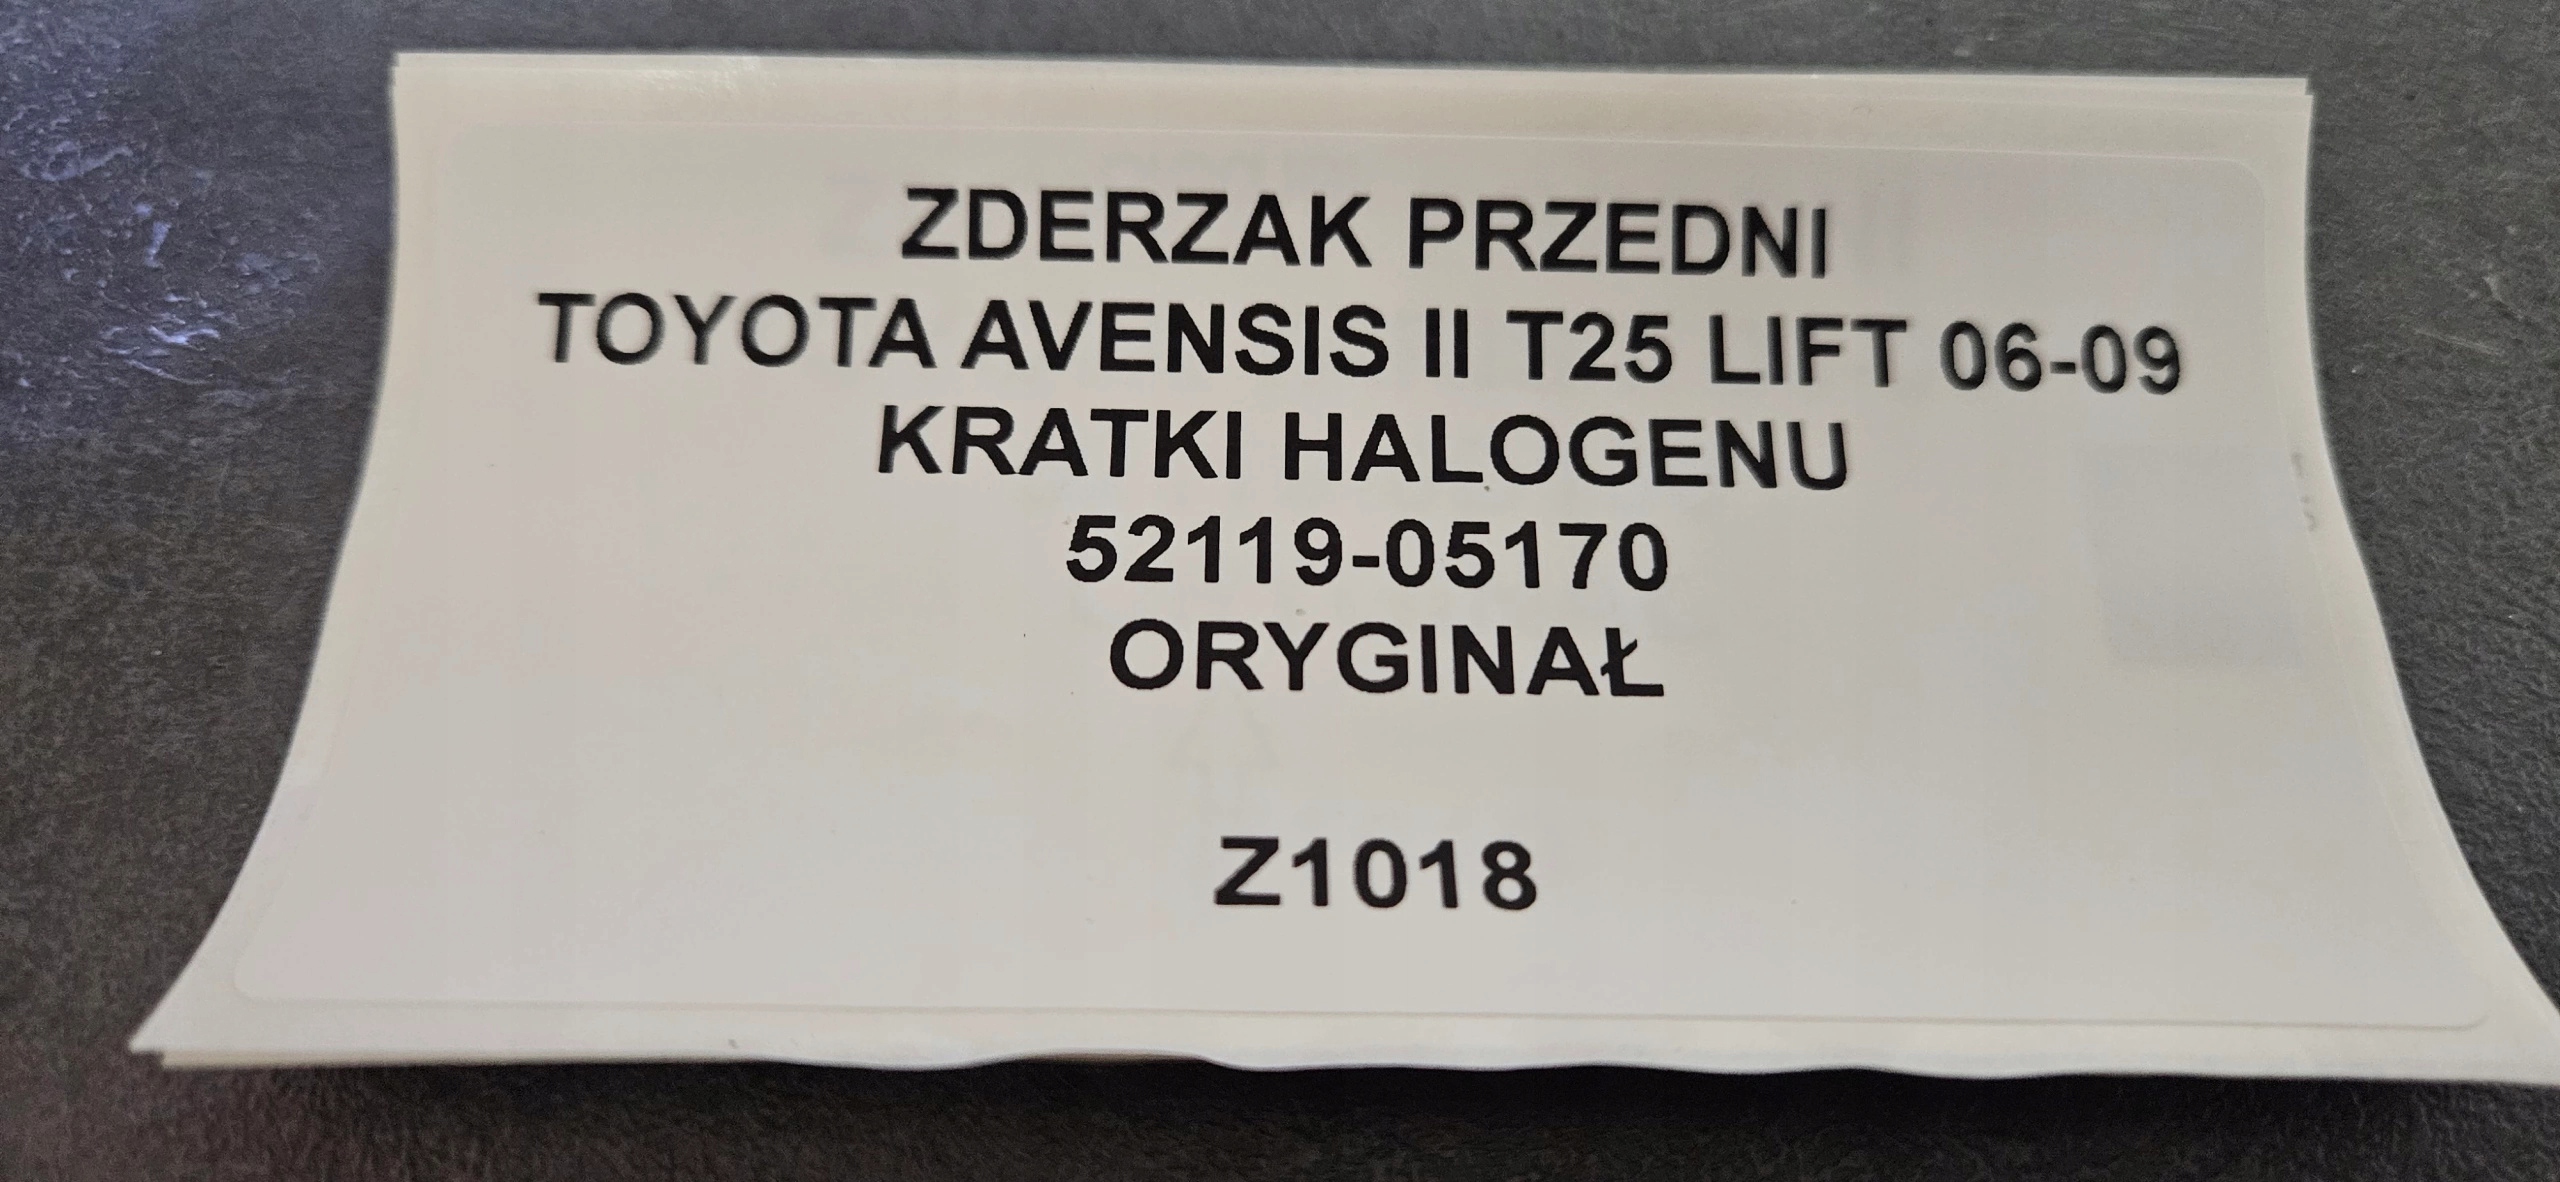 ZDERZAK PRZEDNI
TOYOTA AVENSIS II T25 LIFT 06-09
KRATKI HALOGENU
52119-05170
ORYGINAŁ
Z1018